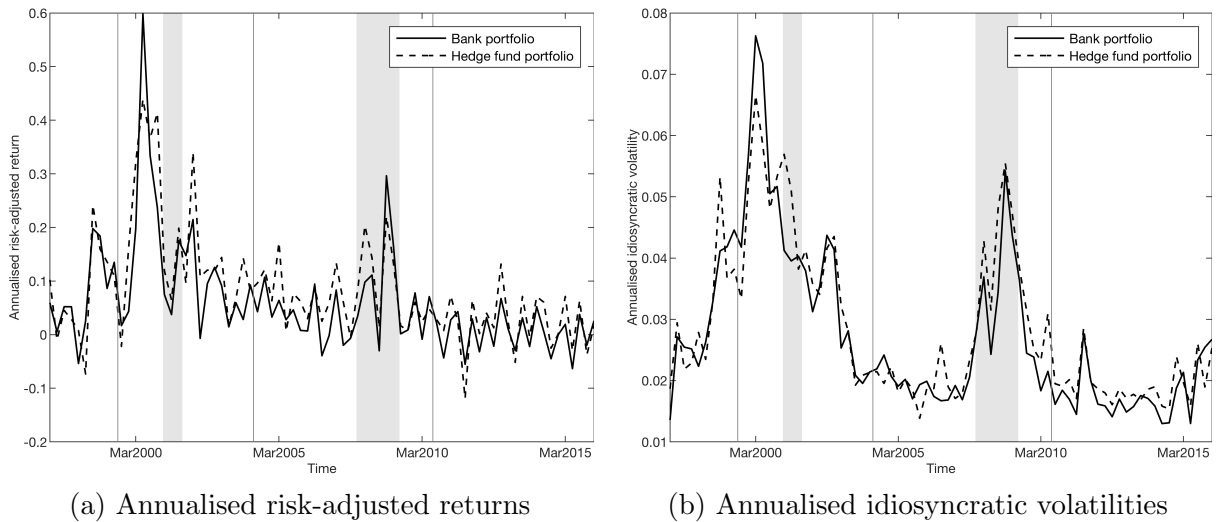 0.6
0.5
0.4
0.3
0.2
0.1
0
-0.1
-0.2
Annualised risk-adjusted return
Bank portfolio
Hedge fund portfolio
Mar2000
Mar2005
Mar2010
Mar2015
Time
(a) Annualised risk-adjusted returns
0.08
0.07
0.06
0.05
0.04
0.03
0.02
0.01
Annualised idiosyncratic volatility
Bank portfolio
Hedge fund portfolio
Mar2000
Mar2005
Mar2010
Mar2015
Time
(b) Annualised idiosyncratic volatilities